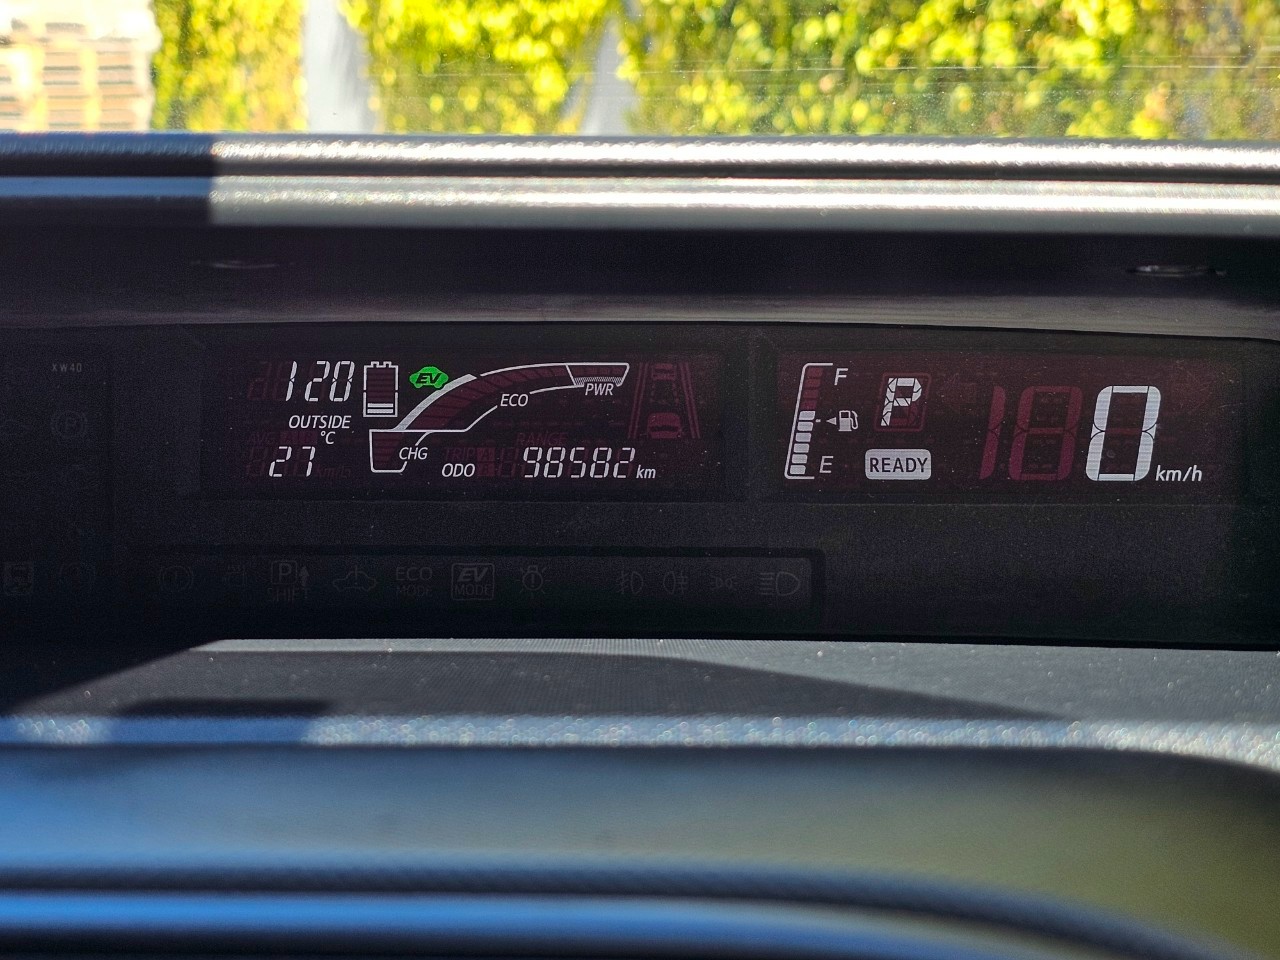 XW40
120
EV
PWR
ECO
OUTSIDE
°C
27
CHG
ODO
98582 km
F
E
P
READY
0 km/h
P
SHIFT
ECO
MODE
EV
MODE